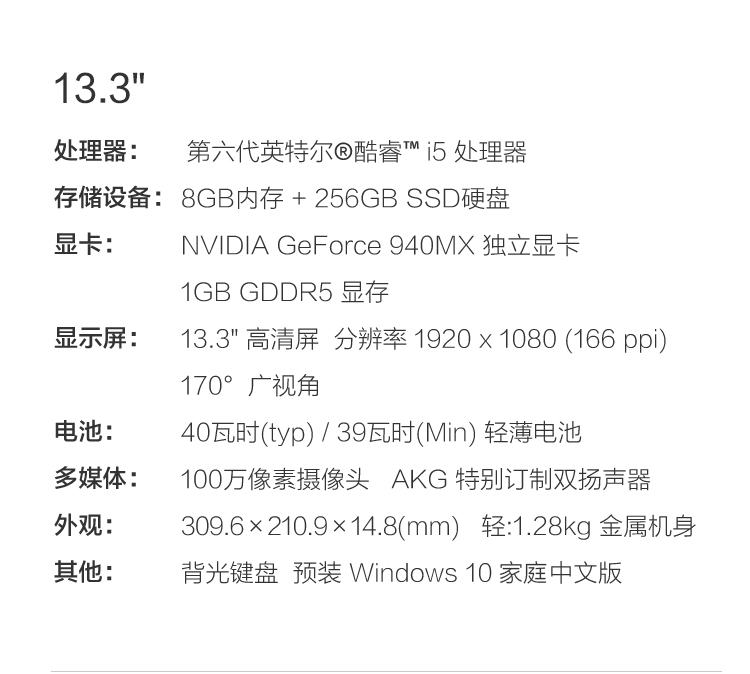 13.3"
处理器： 第六代英特尔®酷睿™ i5 处理器
存储设备： 8GB内存 + 256GB SSD硬盘
显卡： NVIDIA GeForce 940MX 独立显卡
1GB GDDR5 显存
显示屏： 13.3" 高清屏 分辨率 1920 x 1080 (166 ppi)
170° 广视角
电池： 40瓦时(typ) / 39瓦时(Min) 轻薄电池
多媒体： 100万像素摄像头 AKG 特别订制双扬声器
外观： 309.6×210.9×14.8(mm) 轻:1.28kg 金属机身
其他： 背光键盘 预装 Windows 10 家庭中文版